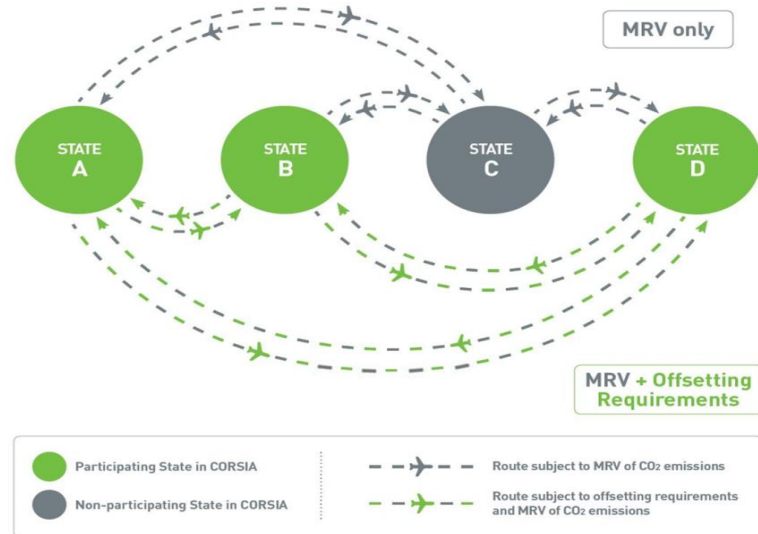 MRV only
STATE
A
STATE
B
STATE
C
STATE
D
MRV + Offsetting
Requirements
Participating State in CORSIA
Non-participating State in CORSIA
Route subject to MRV of CO₂ emissions
Route subject to offsetting requirements
and MRV of CO₂ emissions